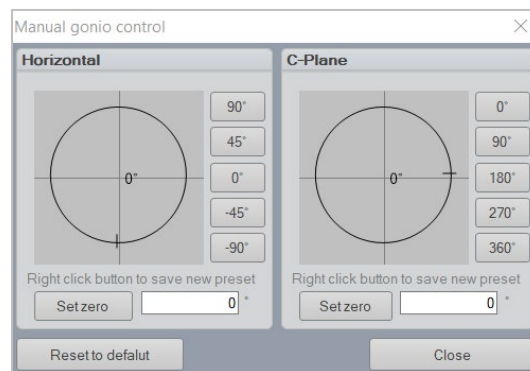 Manual gonio control
Horizontal
90°
45°
0°
0°
-45°
-90°
Right click button to save new preset
Set zero
0 °
C-Plane
0°
90°
0°
180°
270°
360°
Right click button to save new preset
Set zero
0 °
Reset to defalut
Close